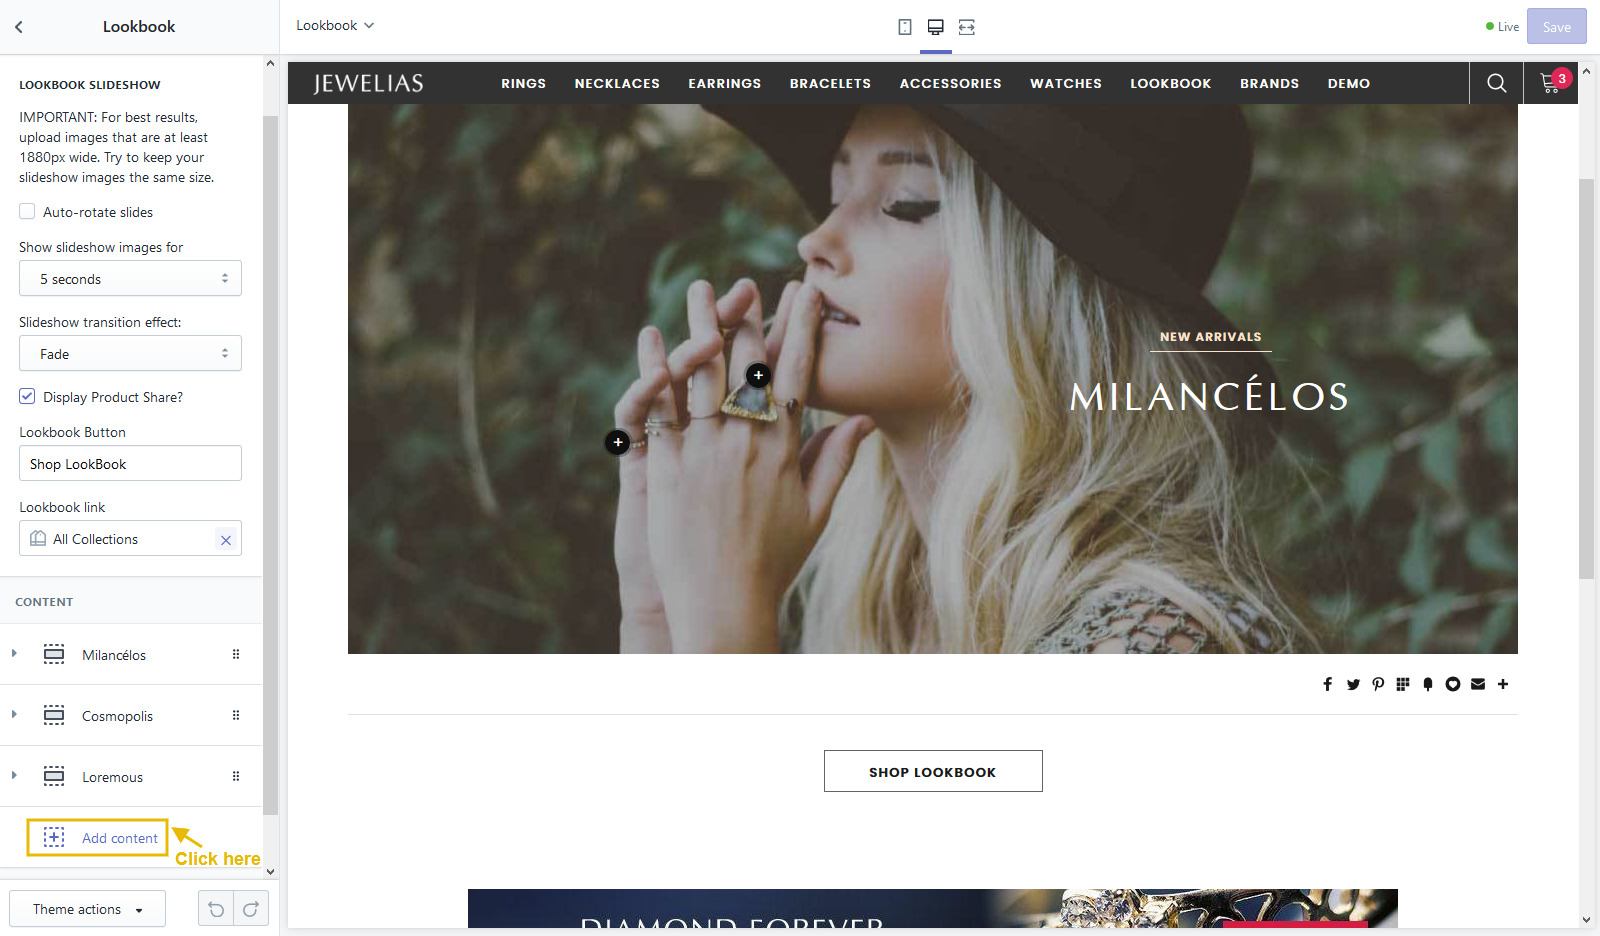 Lookbook
Lookbook
Live
Save
LOOKBOOK SLIDESHOW
IMPORTANT: For best results,
upload images that are at least
1880px wide. Try to keep your
slideshow images the same size.
Auto-rotate slides
Show slideshow images for
5 seconds
Slideshow transition effect:
Fade
Display Product Share?
Lookbook Button
Shop LookBook
Lookbook link
All Collections
CONTENT
Milancélos
Cosmopolis
Loremous
Add content
Click here
Theme actions
JEWELIAS
RINGS NECKLACES EARRINGS BRACELETS ACCESSORIES WATCHES LOOKBOOK BRANDS DEMO
3
NEW ARRIVALS
MILANCÉLOS
SHOP LOOKBOOK
DIAMOND FOREVER